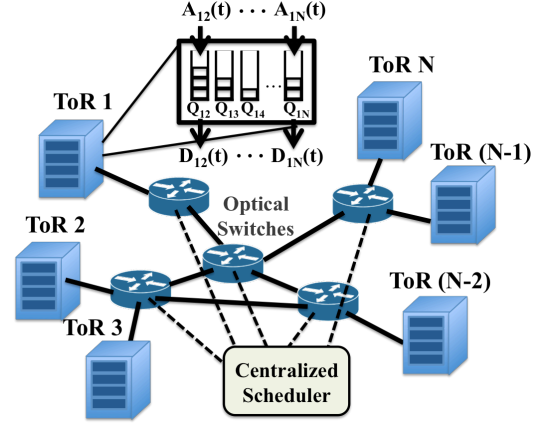 A12(t) · · · A1N(t)
Q12 Q13 Q14 ... Q1N
D12(t) · · · D1N(t)
ToR 1
ToR N
ToR (N-1)
Optical
Switches
ToR 2
ToR (N-2)
ToR 3
Centralized
Scheduler